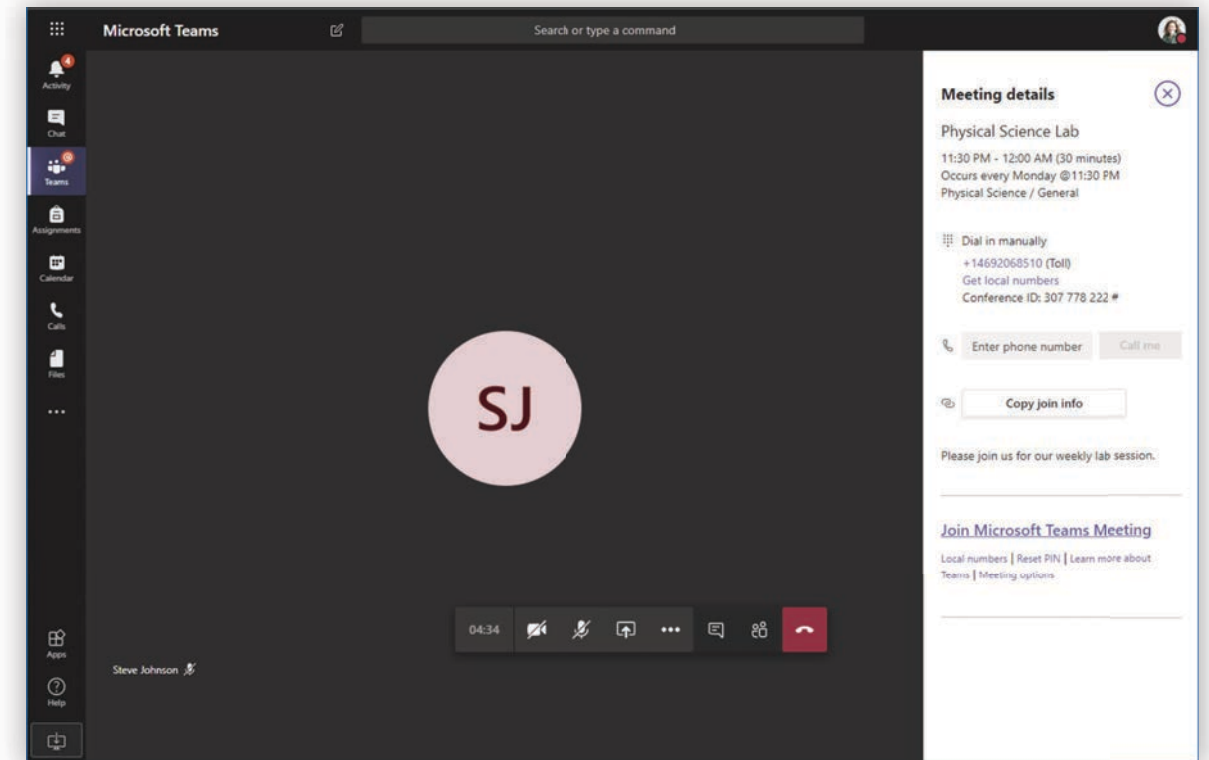 Microsoft Teams
Search or type a command
4
Activity
Chat
Teams
Assignments
Calendar
Calls
Files
Apps
Help
SJ
Steve Johnson
04:34
Meeting details
Physical Science Lab
11:30 PM - 12:00 AM (30 minutes)
Occurs every Monday @11:30 PM
Physical Science / General
Dial in manually
+14692068510 (Toll)
Get local numbers
Conference ID: 307 778 222 #
Enter phone number Call me
Copy join info
Please join us for our weekly lab session.
Join Microsoft Teams Meeting
Local numbers | Reset PIN | Learn more about
Teams | Meeting options